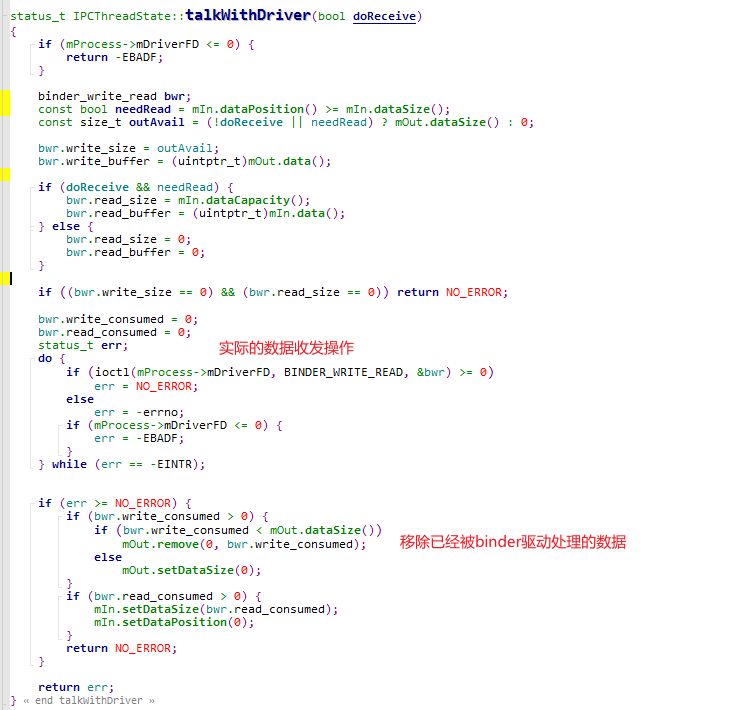 status_t IPCThreadState::talkWithDriver(bool doReceive)
{
    if (mProcess->mDriverFD <= 0) {
        return -EBADF;
    }
    binder_write_read bwr;
    const bool needRead = mIn.dataPosition() >= mIn.dataSize();
    const size_t outAvail = (!doReceive || needRead) ? mOut.dataSize() : 0;
    bwr.write_size = outAvail;
    bwr.write_buffer = (uintptr_t)mOut.data();
    if (doReceive && needRead) {
        bwr.read_size = mIn.dataCapacity();
        bwr.read_buffer = (uintptr_t)mIn.data();
    } else {
        bwr.read_size = 0;
        bwr.read_buffer = 0;
    }
    if ((bwr.write_size == 0) && (bwr.read_size == 0)) return NO_ERROR;
    bwr.write_consumed = 0;
    bwr.read_consumed = 0;
    status_t err;
实际的数据收发操作
    do {
        if (ioctl(mProcess->mDriverFD, BINDER_WRITE_READ, &bwr) >= 0)
            err = NO_ERROR;
        else
            err = -errno;
        if (mProcess->mDriverFD <= 0) {
            err = -EBADF;
        }
    } while (err == -EINTR);
    if (err >= NO_ERROR) {
        if (bwr.write_consumed > 0) {
            if (bwr.write_consumed < mOut.dataSize())
                mOut.remove(0, bwr.write_consumed);
移除已经被binder驱动处理的数据
            else
                mOut.setDataSize(0);
        }
        if (bwr.read_consumed > 0) {
            mIn.setDataSize(bwr.read_consumed);
            mIn.setDataPosition(0);
        }
        return NO_ERROR;
    }
    return err;
} « end talkWithDriver »